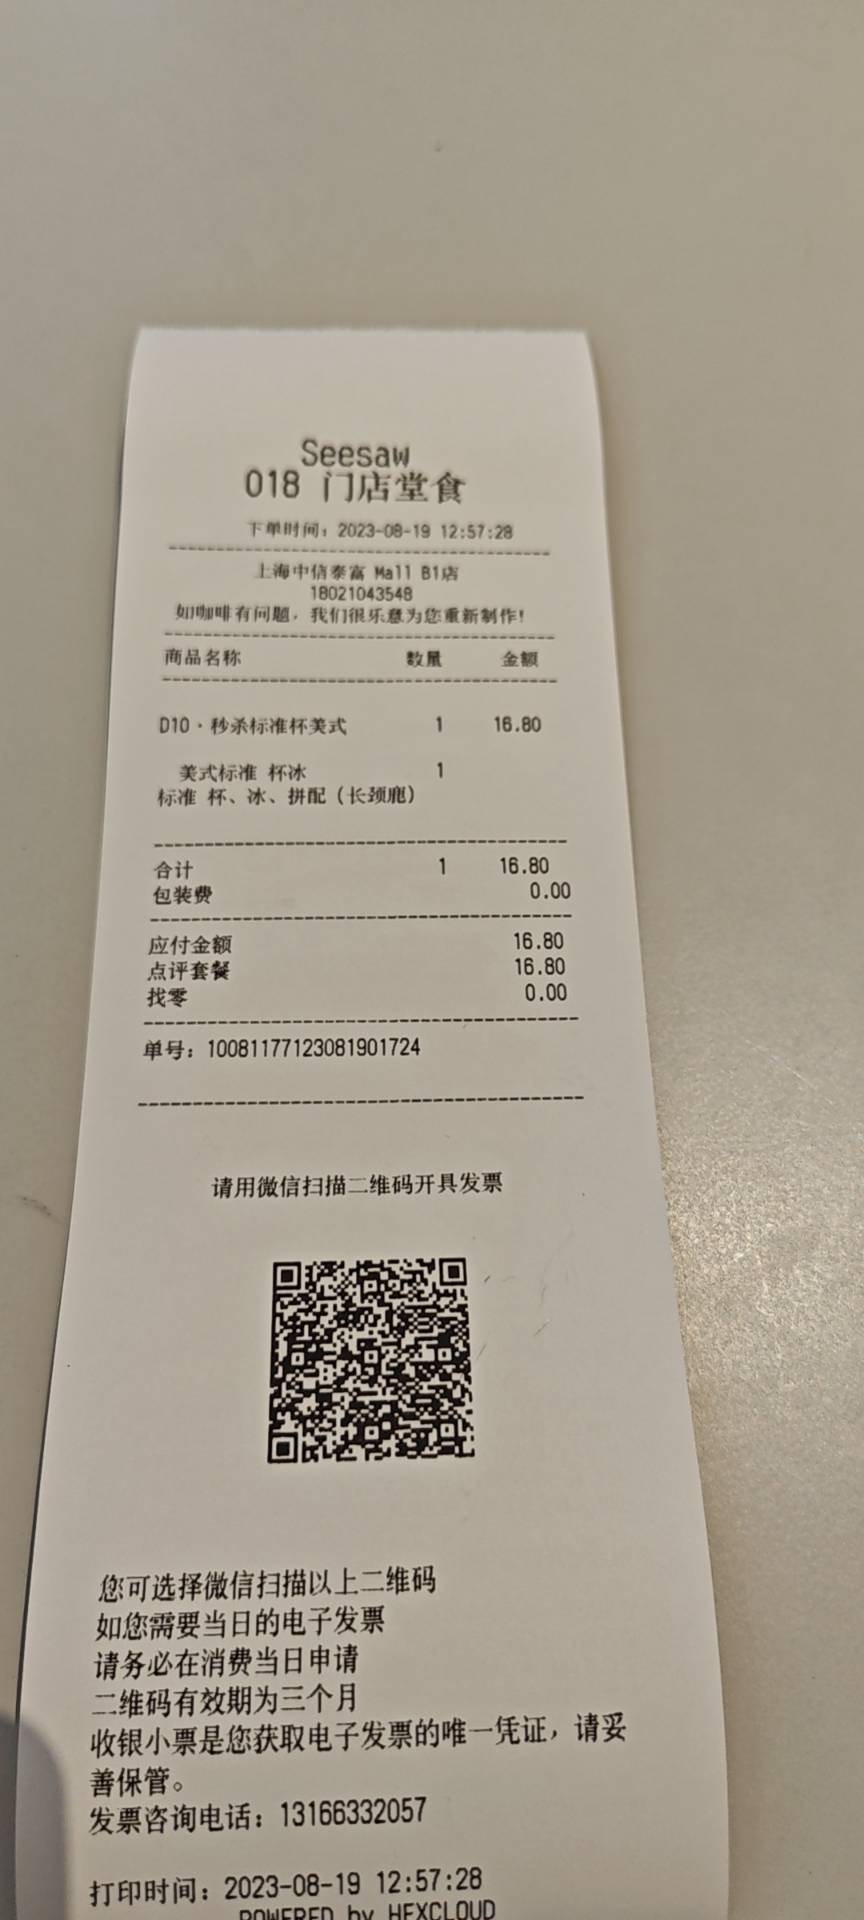 Seesaw
018 门店堂食
下单时间：2023-08-19 12:57:28
上海中信泰富 Mall B1店
18021043548
如咖啡有问题，我们很乐意为您重新制作!
商品名称 数量 金额
D10·秒杀标准杯美式 1 16.80
美式标准 杯冰 1
标准 杯、冰、拼配（长颈鹿）
合计 1 16.80
包装费 0.00
应付金额 16.80
点评套餐 16.80
找零 0.00
单号：10081177123081901724
请用微信扫描二维码开具发票
您可选择微信扫描以上二维码
如您需要当日的电子发票
请务必在消费当日申请
二维码有效期为三个月
收银小票是您获取电子发票的唯一凭证，请妥
善保管。
发票咨询电话：13166332057
打印时间：2023-08-19 12:57:28
POWERED by HEXCLOUD